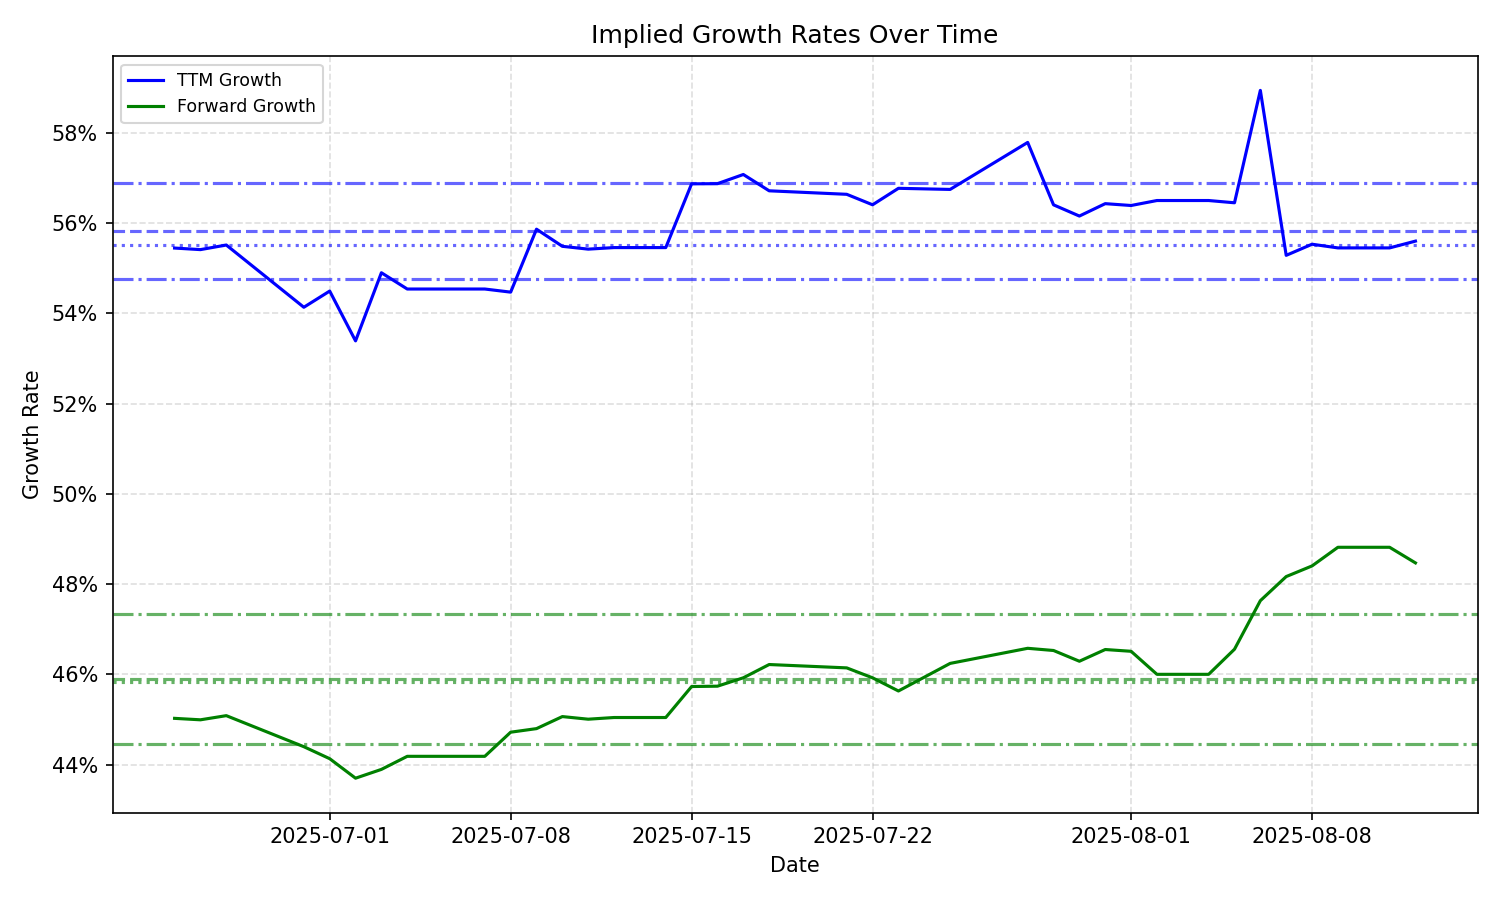 Implied Growth Rates Over Time
TTM Growth
Forward Growth
58%
56%
54%
52%
50%
48%
46%
44%
Growth Rate
2025-07-01
2025-07-08
2025-07-15
2025-07-22
2025-08-01
2025-08-08
Date